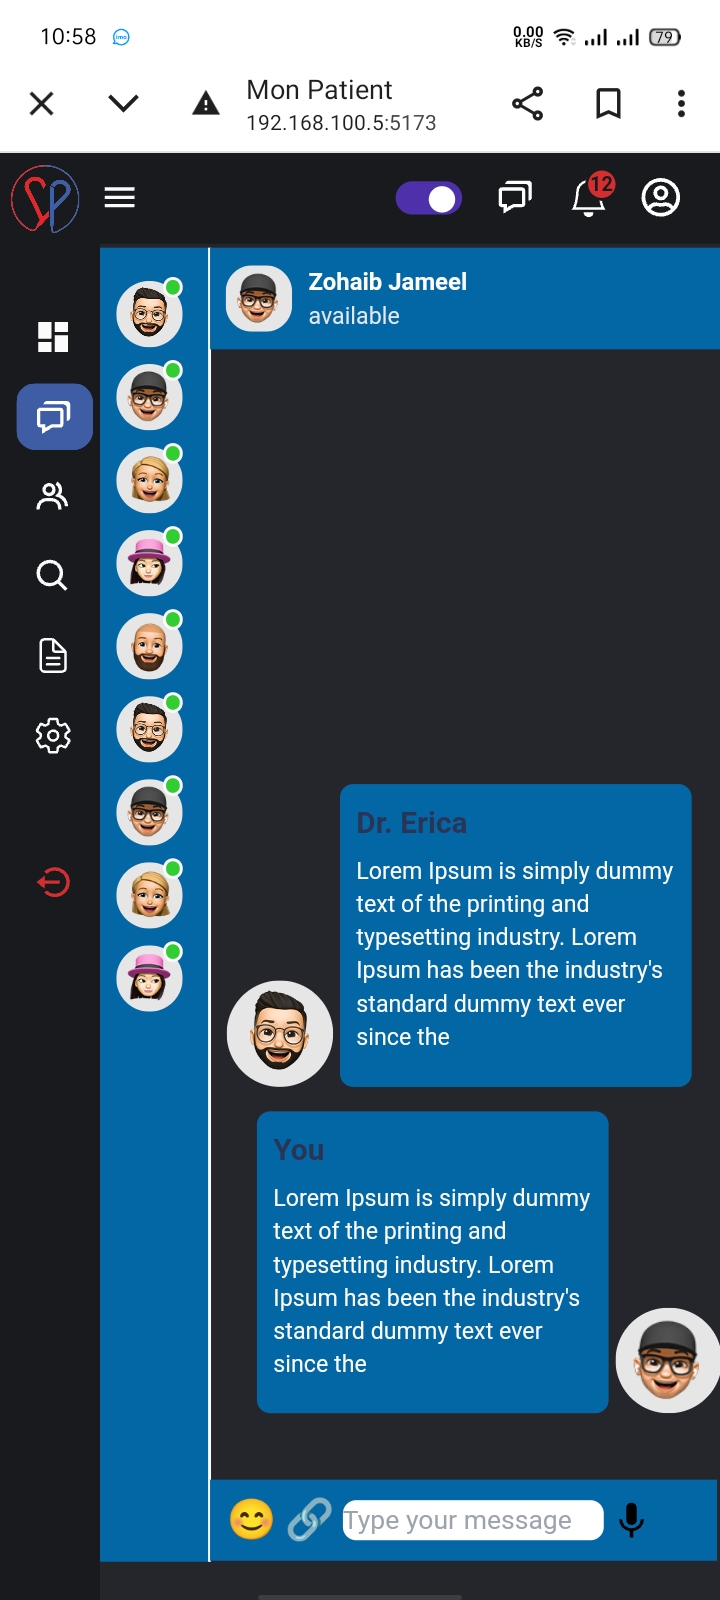 10:58
imo
0.00
KB/S
79
Mon Patient
192.168.100.5:5173
SP
12
Zohaib Jameel
available
Dr. Erica
Lorem Ipsum is simply dummy
text of the printing and
typesetting industry. Lorem
Ipsum has been the industry's
standard dummy text ever
since the
You
Lorem Ipsum is simply dummy
text of the printing and
typesetting industry. Lorem
Ipsum has been the industry's
standard dummy text ever
since the
Type your message